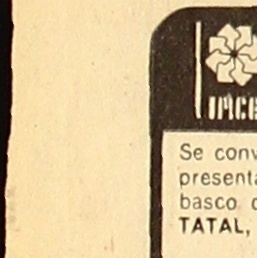 Se conv
presenta
basco d
TATAL,